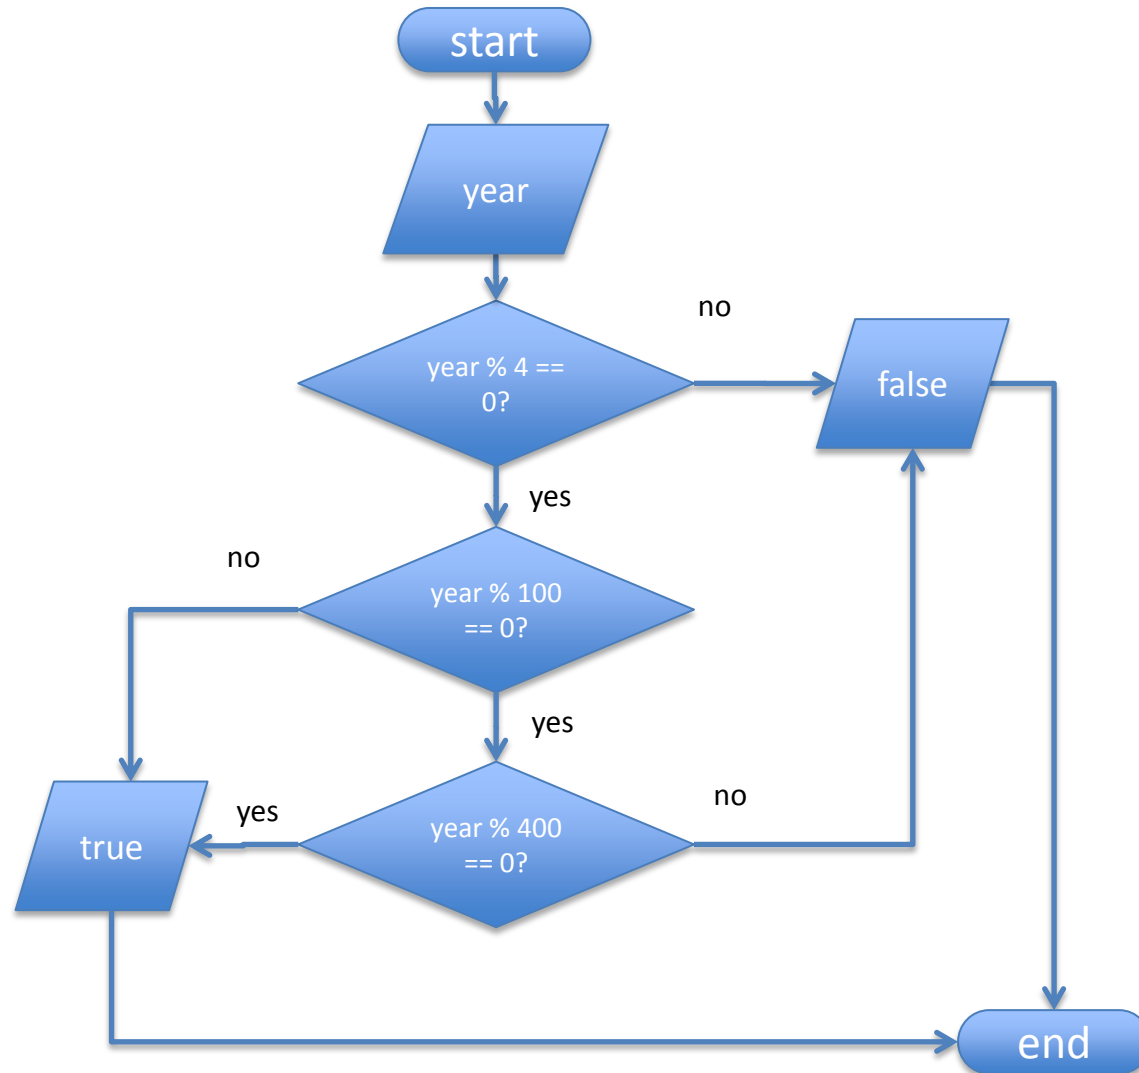 start
year
no
year % 4 ==
0?
false
yes
no
year % 100
== 0?
yes
yes
no
year % 400
== 0?
true
end